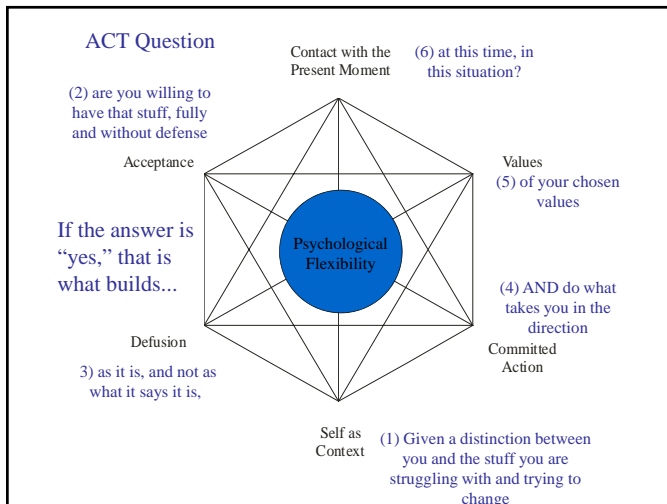 ACT Question
Contact with the
Present Moment
(6) at this time, in
this situation?
(2) are you willing to
have that stuff, fully
and without defense
Acceptance
Values
(5) of your chosen
values
If the answer is
“yes,” that is
what builds...
Psychological
Flexibility
(4) AND do what
takes you in the
direction
Defusion
Committed
Action
3) as it is, and not as
what it says it is,
Self as
Context
(1) Given a distinction between
you and the stuff you are
struggling with and trying to
change